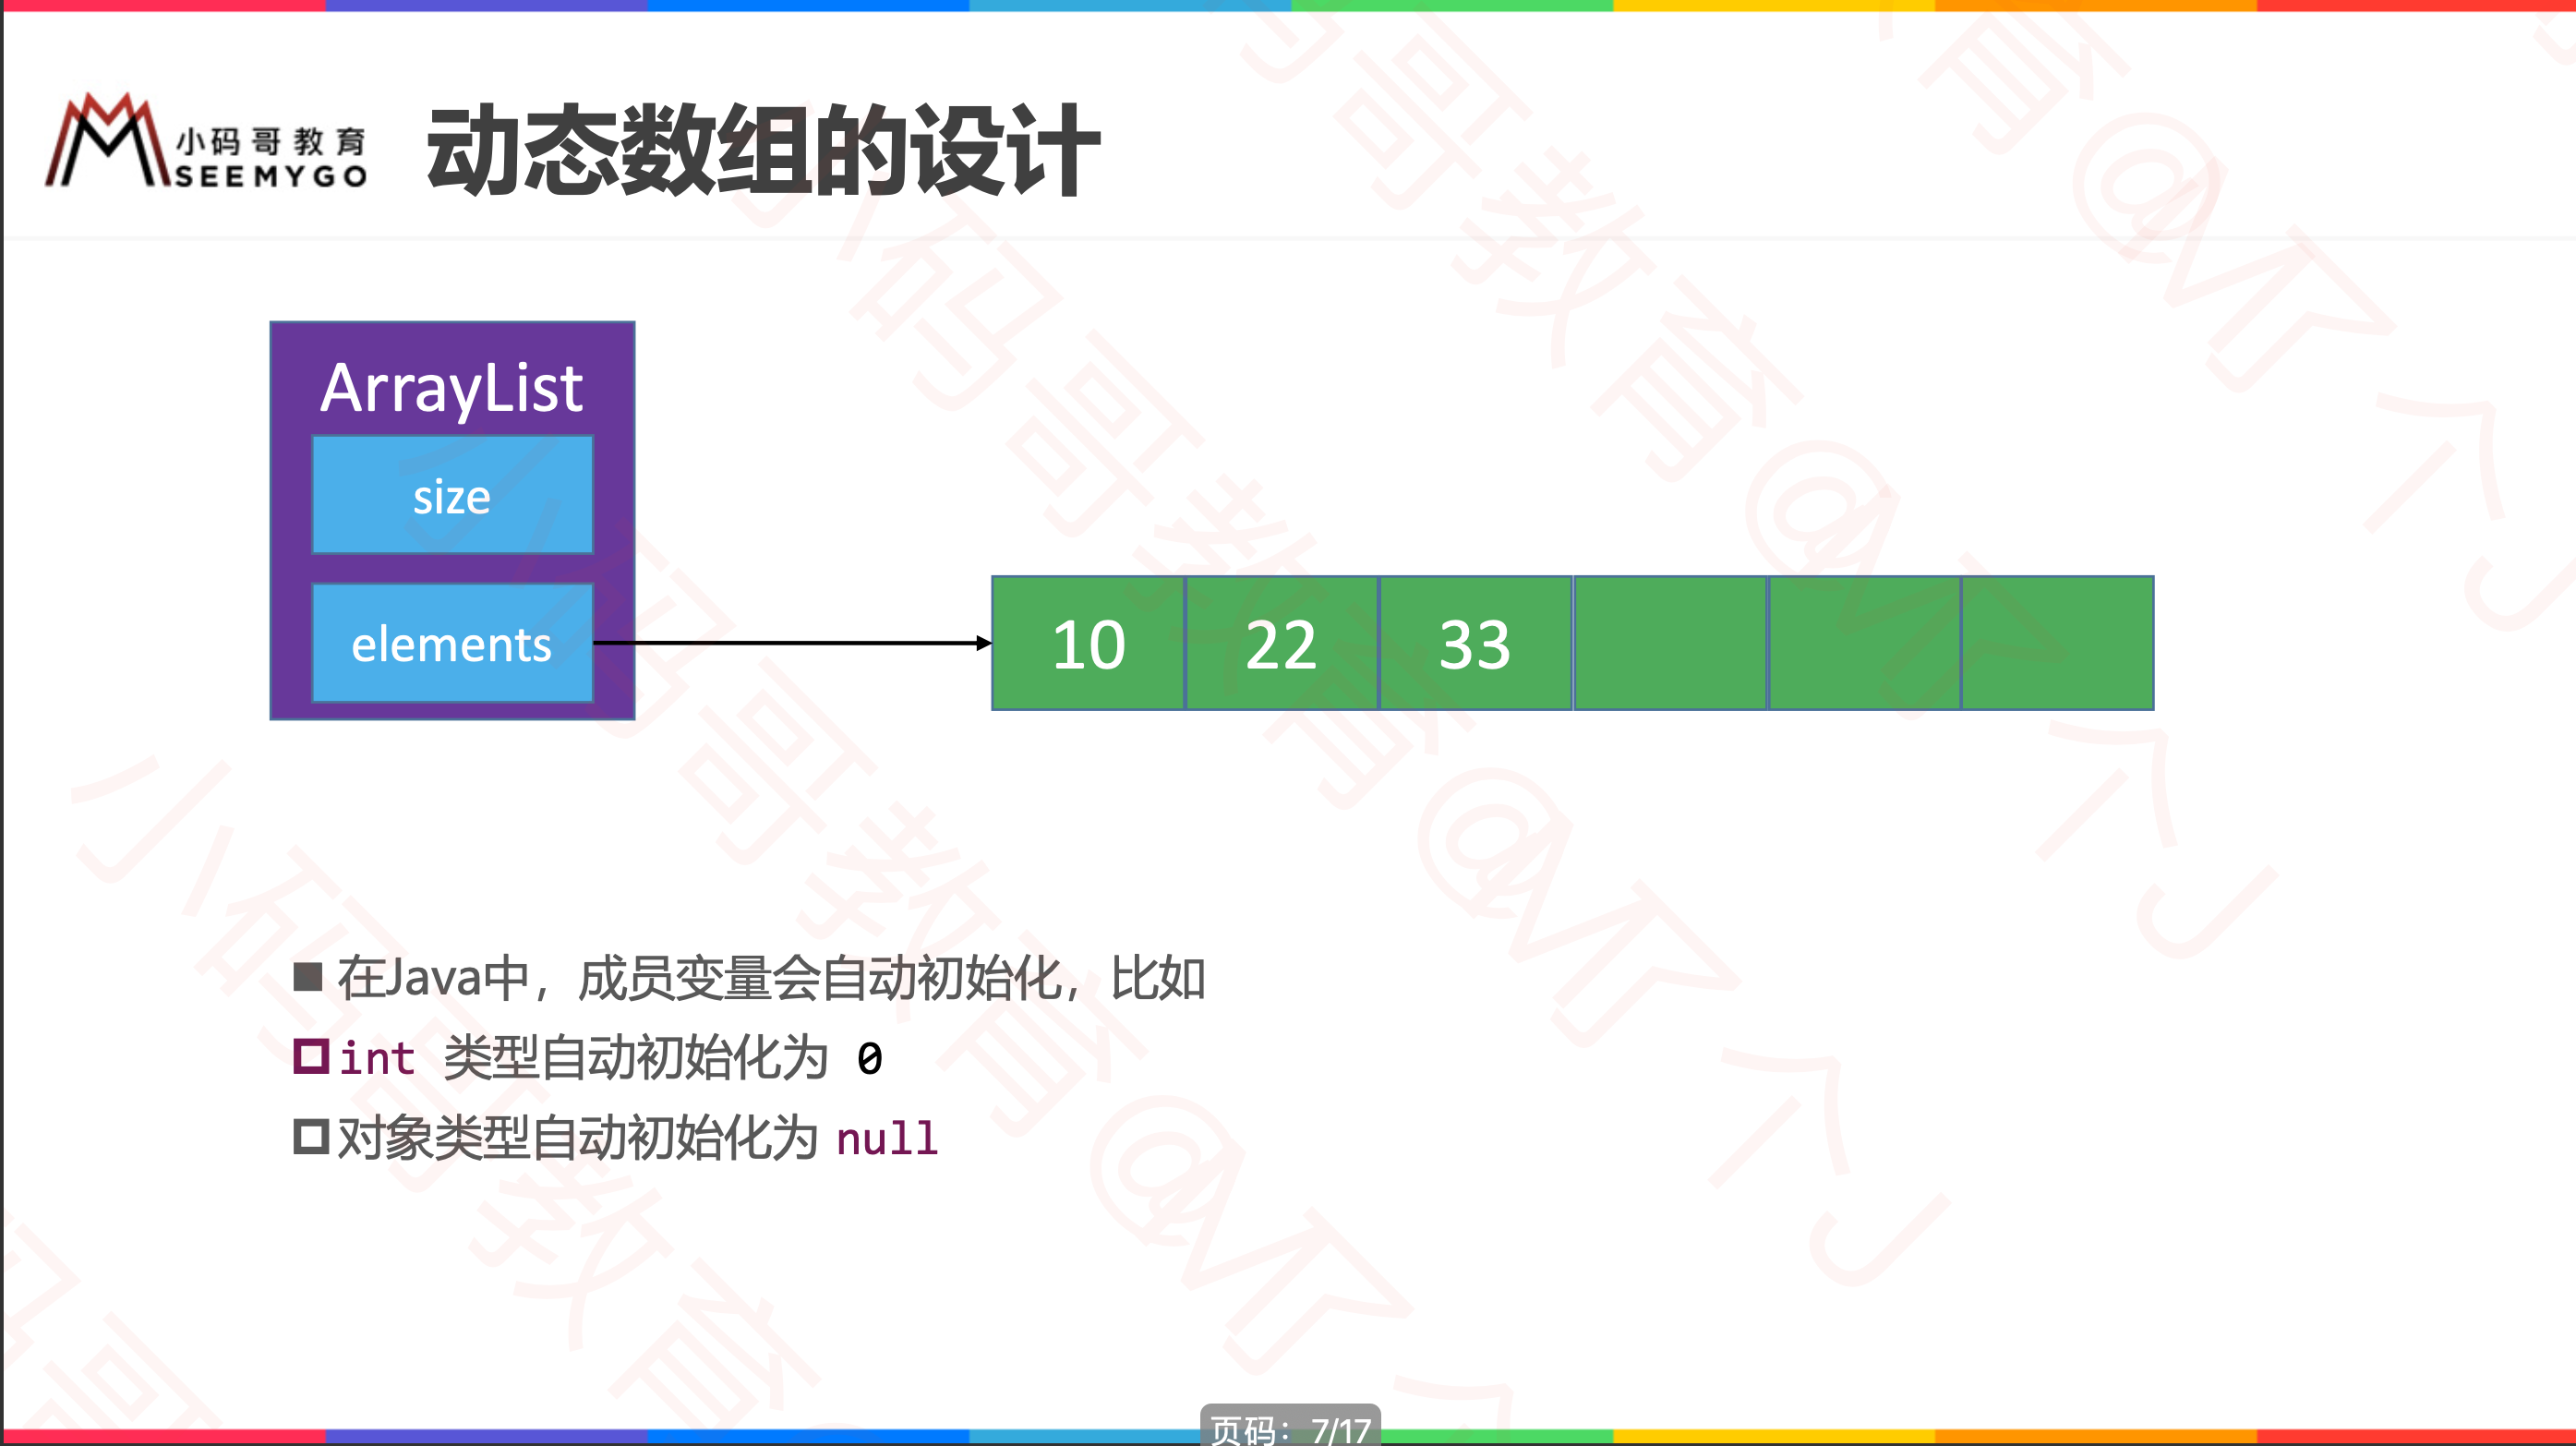 小码哥教育
SEEMYGO
动态数组的设计
ArrayList
size
elements
10 22 33
在Java中，成员变量会自动初始化，比如
int 类型自动初始化为 0
对象类型自动初始化为 null
页码：7/17
小码哥教育@M了个J